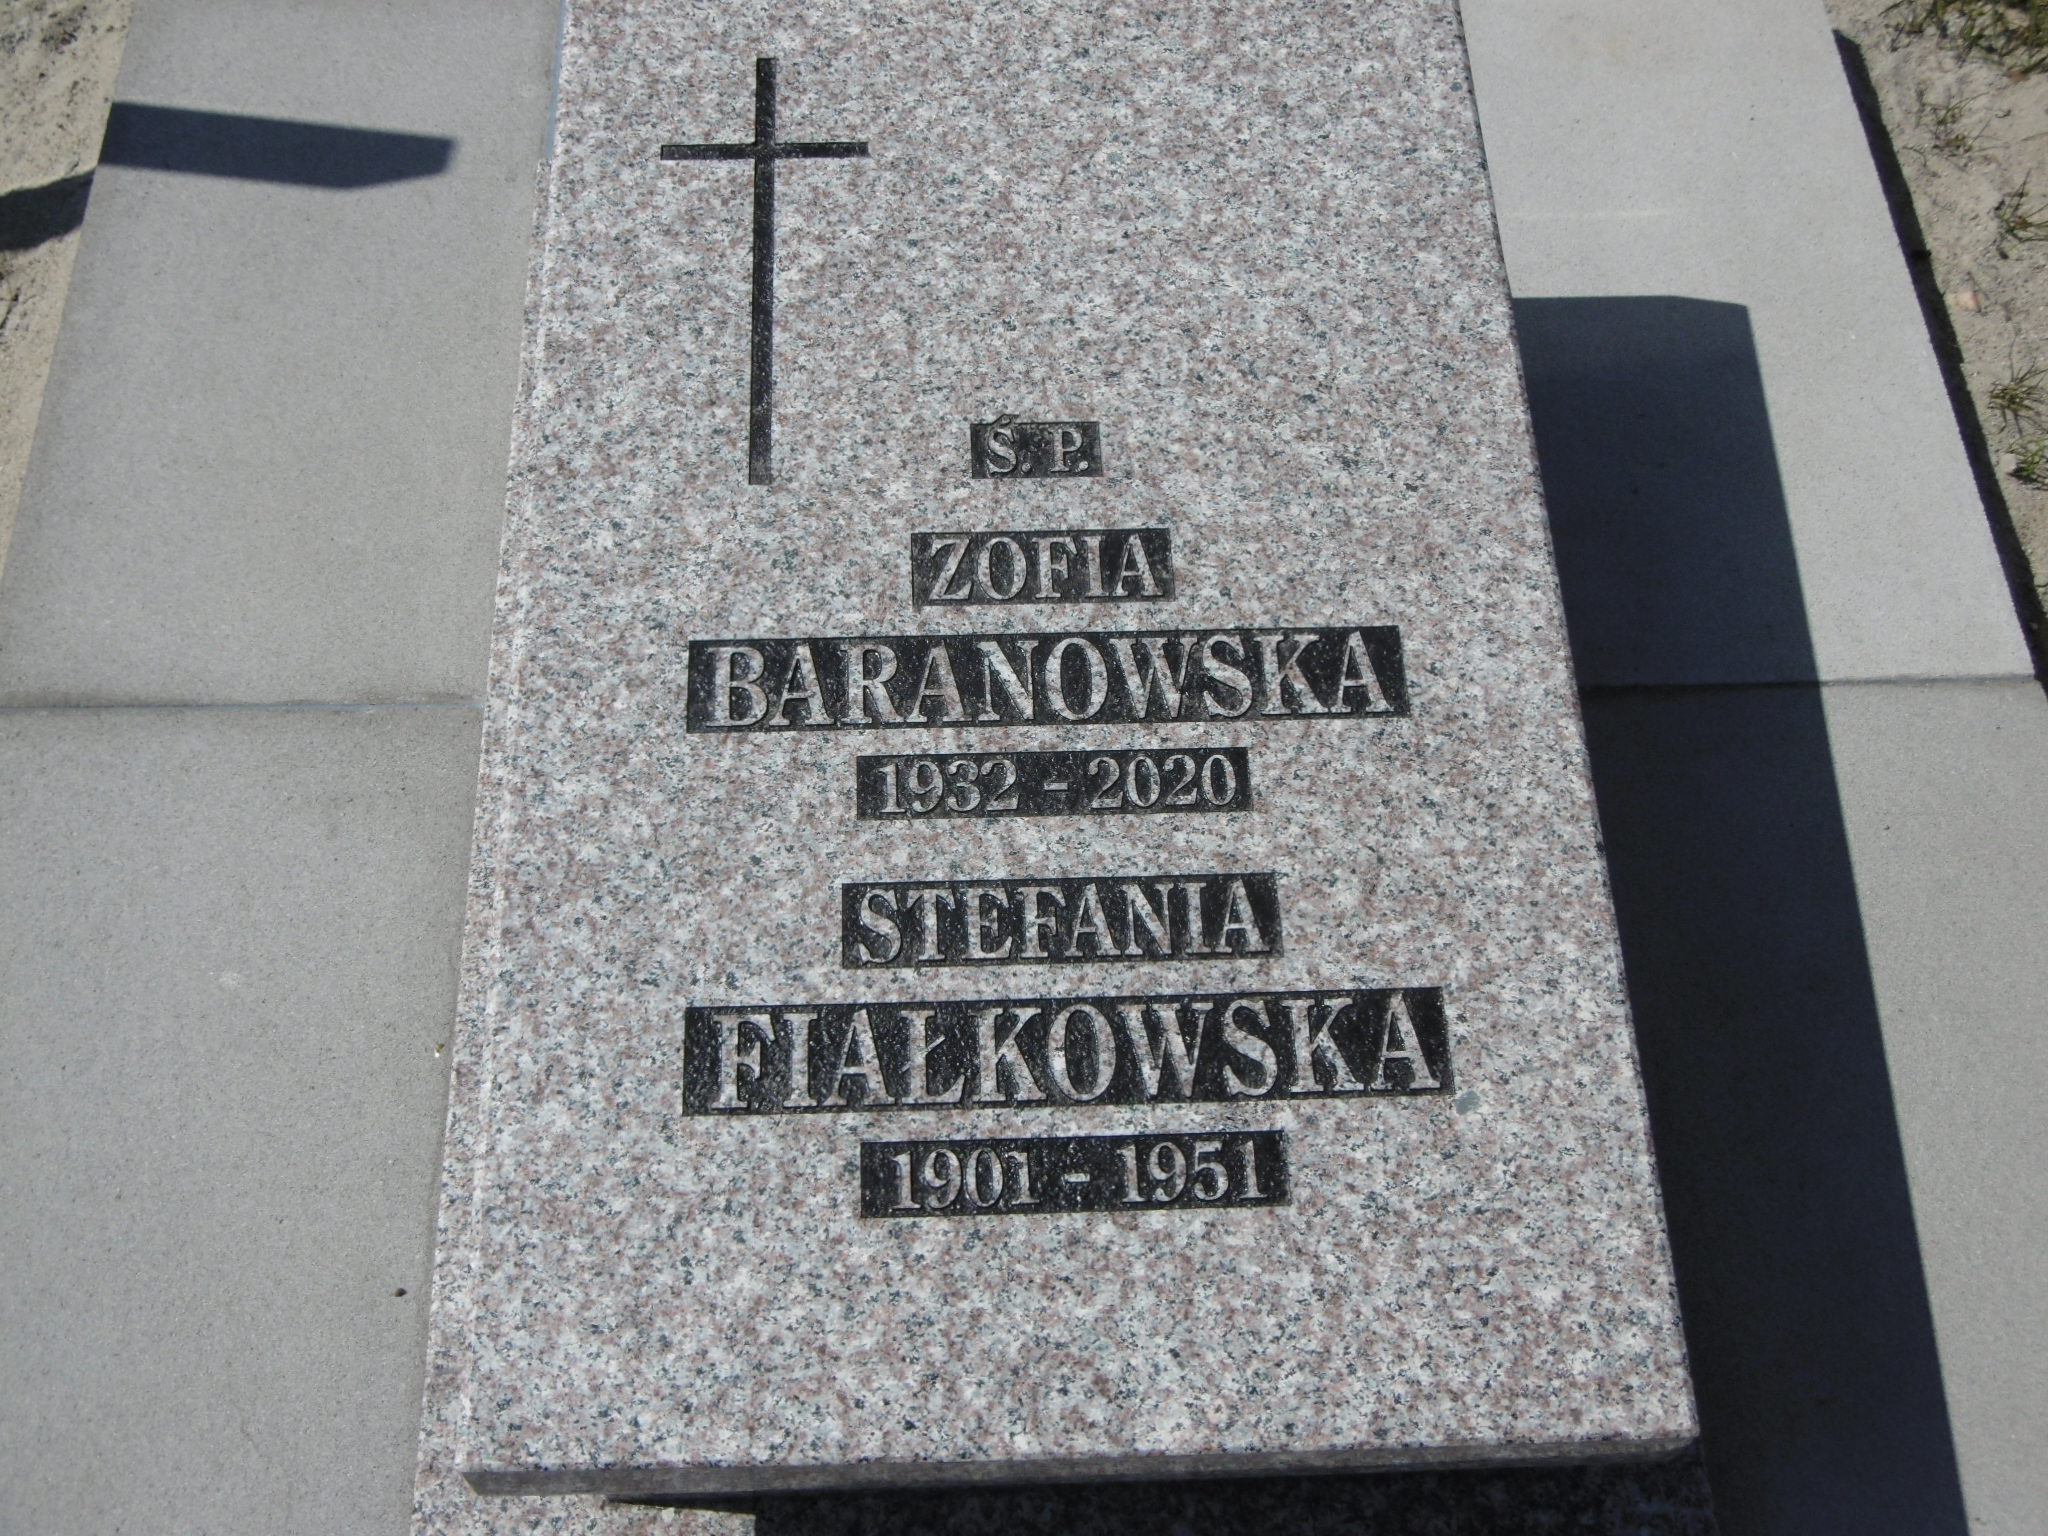 Ś. P.
ZOFIA
BARANOWSKA
1932 - 2020
STEFANIA
FIAŁKOWSKA
1901 - 1951